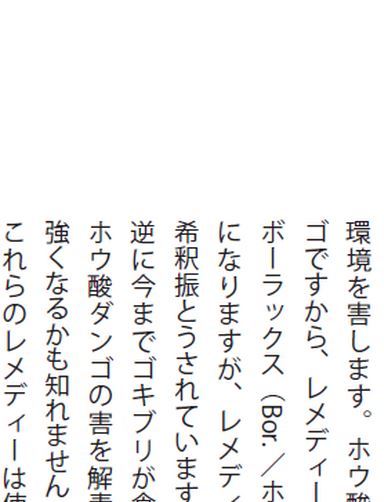 環境を害します。ホウ酸
ゴですから、レメディー
ボーラックス（Bor.／ホ
になりますが、レメディ
希釈振とうされています
逆に今までゴキブリが食
ホウ酸ダンゴの害を解毒
強くなるかも知れません
これらのレメディーは使